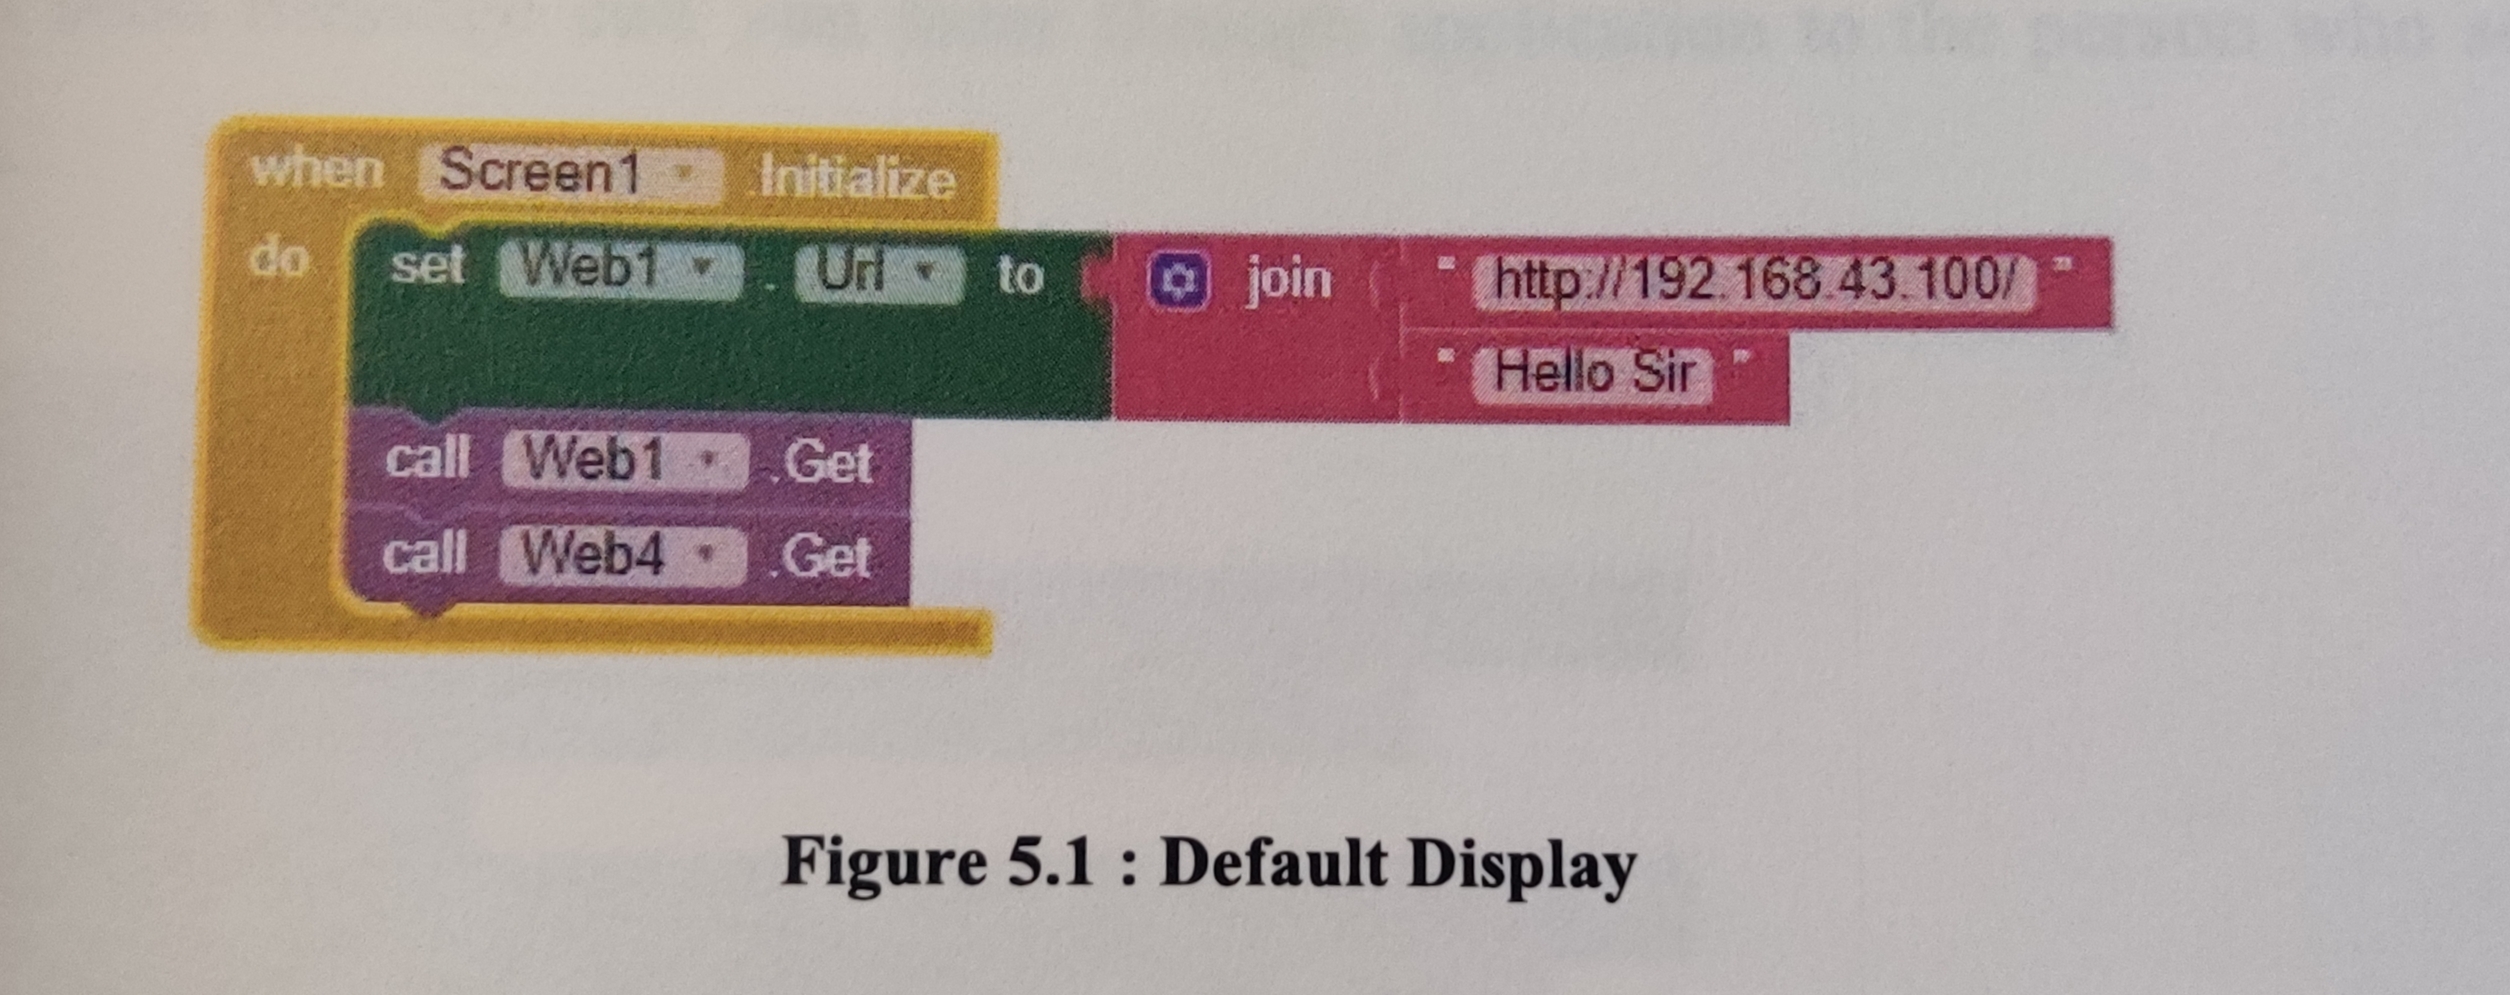 when Screen1 .Initialize
do set Web1 . Url to join " http://192.168.43.100/ "
" Hello Sir "
call Web1 .Get
call Web4 .Get
Figure 5.1 : Default Display